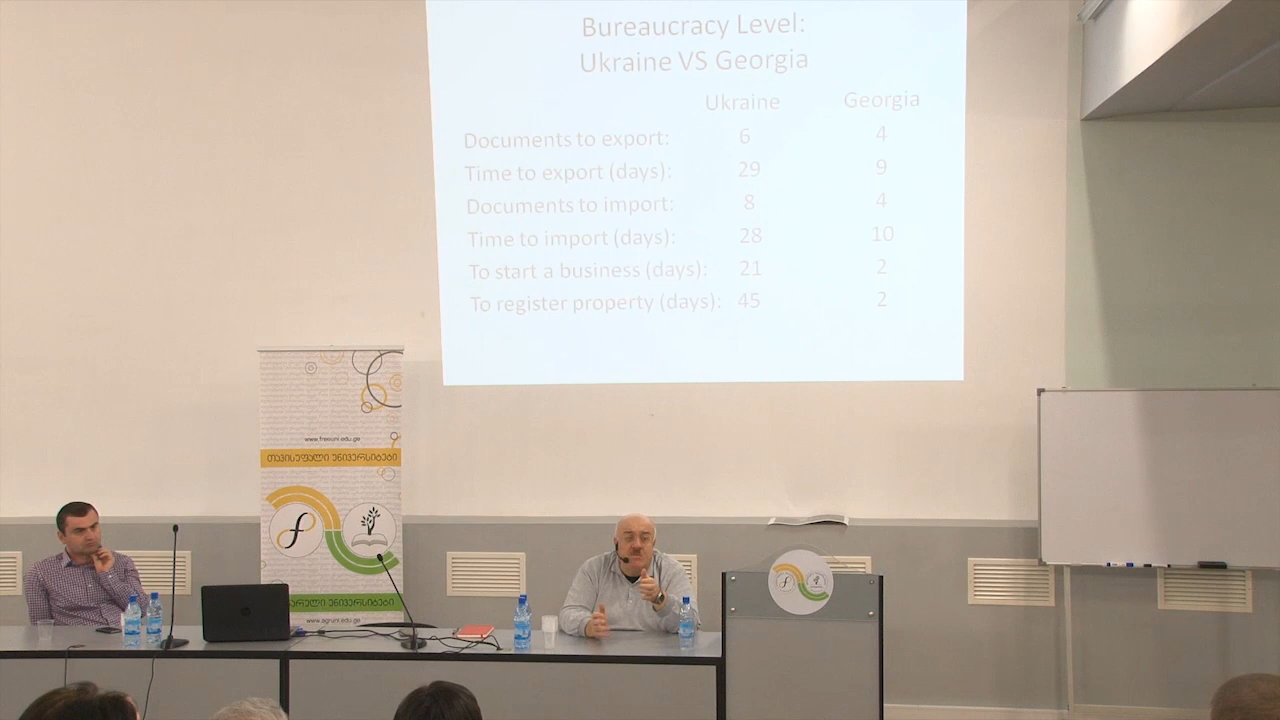 Bureaucracy Level:
Ukraine VS Georgia
Ukraine Georgia
Documents to export: 6 4
Time to export (days): 29 9
Documents to import: 8 4
Time to import (days): 28 10
To start a business (days): 21 2
To register property (days): 45 2
www.freeuni.edu.ge
თავისუფალი უნივერსიტეტი
უნივერსიტეტი
www.agruni.edu.ge